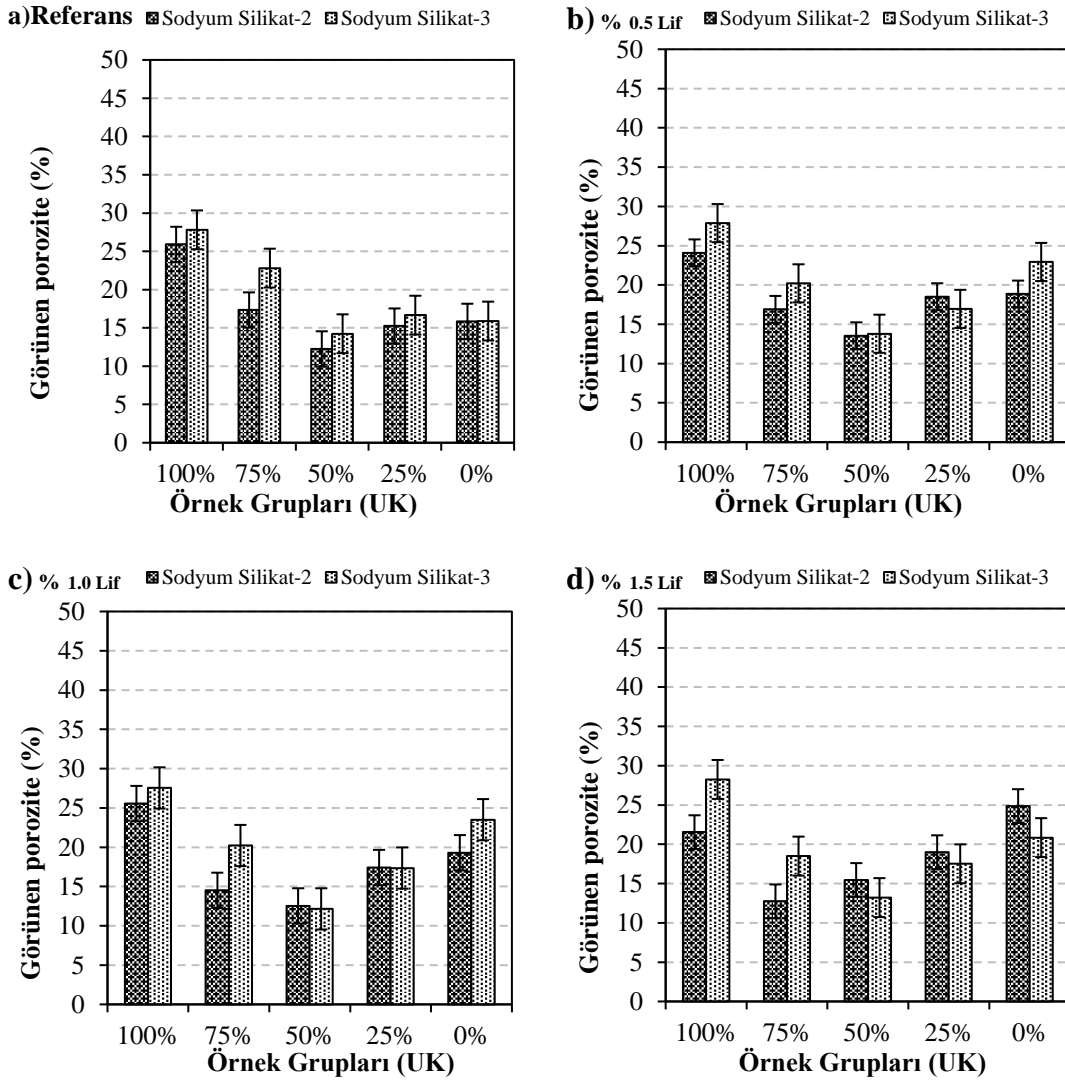 a)Referans Sodyum Silikat-2 Sodyum Silikat-3
Görünen porozite (%)
50
45
40
35
30
25
20
15
10
5
0
100% 75% 50% 25% 0%
Örnek Grupları (UK)
b) % 0.5 Lif Sodyum Silikat-2 Sodyum Silikat-3
Görünen porozite (%)
50
45
40
35
30
25
20
15
10
5
0
100% 75% 50% 25% 0%
Örnek Grupları (UK)
c) % 1.0 Lif Sodyum Silikat-2 Sodyum Silikat-3
Görünen porozite (%)
50
45
40
35
30
25
20
15
10
5
0
100% 75% 50% 25% 0%
Örnek Grupları (UK)
d) % 1.5 Lif Sodyum Silikat-2 Sodyum Silikat-3
Görünen porozite (%)
50
45
40
35
30
25
20
15
10
5
0
100% 75% 50% 25% 0%
Örnek Grupları (UK)